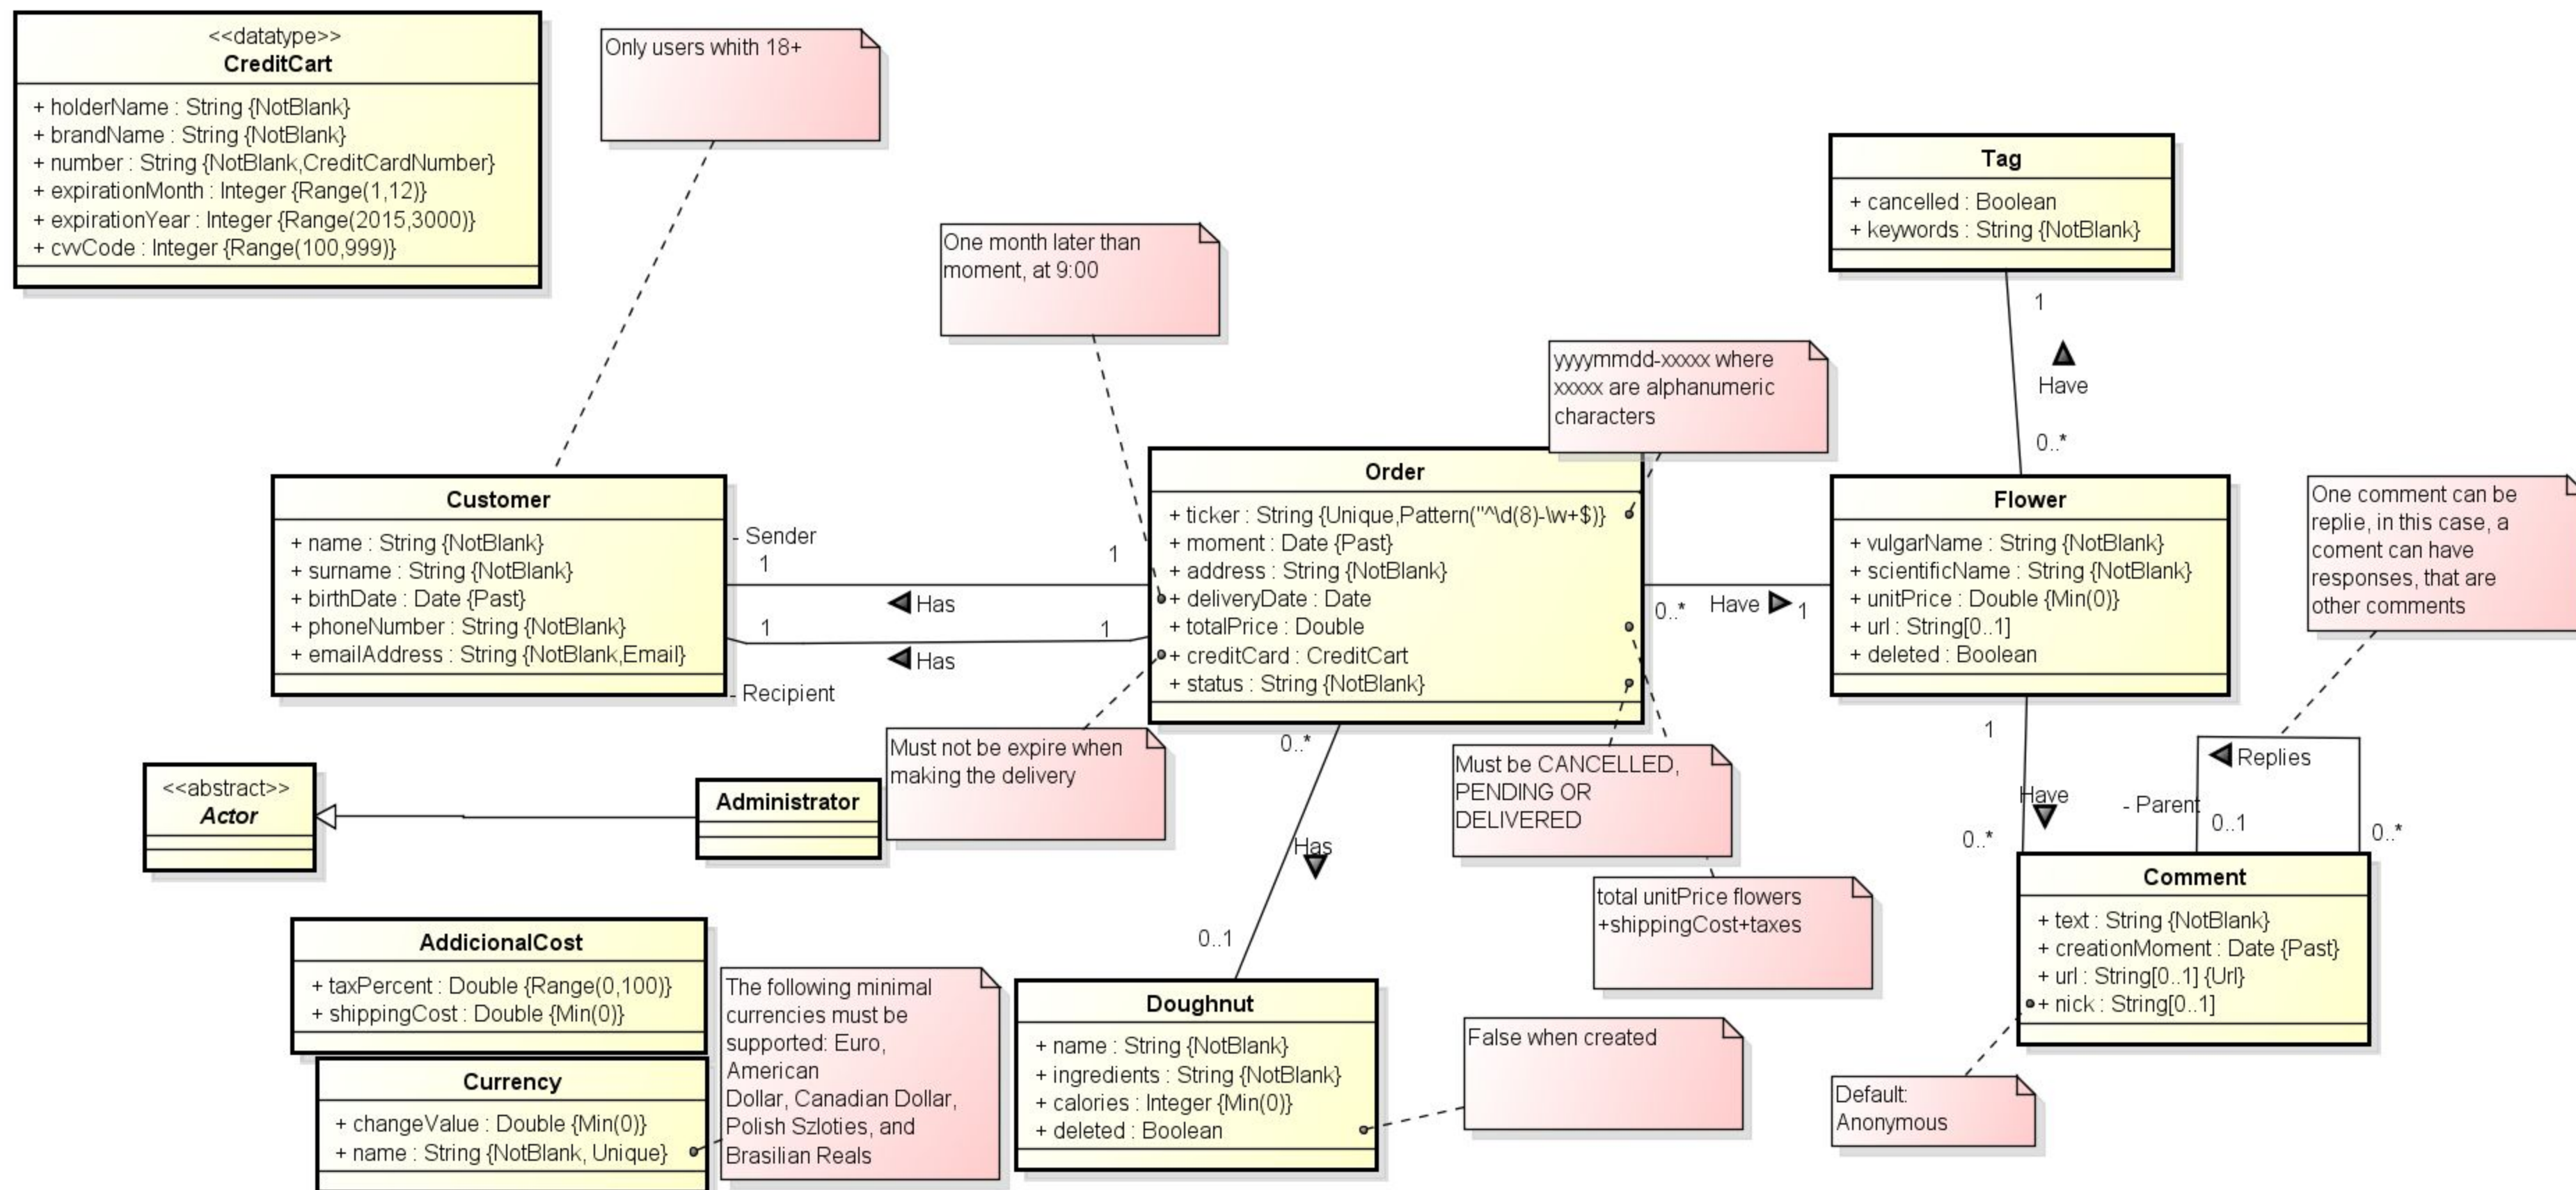 <<datatype>>
CreditCart
+ holderName : String {NotBlank}
+ brandName : String {NotBlank}
+ number : String {NotBlank,CreditCardNumber}
+ expirationMonth : Integer {Range(1,12)}
+ expirationYear : Integer {Range(2015,3000)}
+ cvvCode : Integer {Range(100,999)}
Only users whith 18+
One month later than
moment, at 9:00
yyyymmdd-xxxxx where
xxxxx are alphanumeric
characters
Tag
+ cancelled : Boolean
+ keywords : String {NotBlank}
1
Have
0..*
Customer
+ name : String {NotBlank}
+ surname : String {NotBlank}
+ birthDate : Date {Past}
+ phoneNumber : String {NotBlank}
+ emailAddress : String {NotBlank,Email}
- Sender
1
1
Has
1
1
Has
- Recipient
Order
+ ticker : String {Unique,Pattern("^\d(8)-\w+$)}
+ moment : Date {Past}
+ address : String {NotBlank}
+ deliveryDate : Date
+ totalPrice : Double
+ creditCard : CreditCart
+ status : String {NotBlank}
0..*
Have
1
Flower
+ vulgarName : String {NotBlank}
+ scientificName : String {NotBlank}
+ unitPrice : Double {Min(0)}
+ url : String[0..1]
+ deleted : Boolean
One comment can be
replie, in this case, a
coment can have
responses, that are
other comments
<<abstract>>
Actor
Administrator
Must not be expire when
making the delivery
0..*
Has
0..1
Must be CANCELLED,
PENDING OR
DELIVERED
total unitPrice flowers
+shippingCost+taxes
1
Have
0..*
Replies
- Parent
0..1
0..*
Comment
+ text : String {NotBlank}
+ creationMoment : Date {Past}
+ url : String[0..1] {Url}
+ nick : String[0..1]
Default:
Anonymous
AddicionalCost
+ taxPercent : Double {Range(0,100)}
+ shippingCost : Double {Min(0)}
Currency
+ changeValue : Double {Min(0)}
+ name : String {NotBlank, Unique}
The following minimal
currencies must be
supported: Euro,
American
Dollar, Canadian Dollar,
Polish Szloties, and
Brasilian Reals
Doughnut
+ name : String {NotBlank}
+ ingredients : String {NotBlank}
+ calories : Integer {Min(0)}
+ deleted : Boolean
False when created